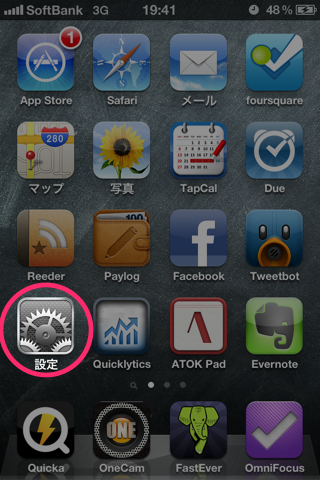 SoftBank 3G 19:41 48%
1
App Store Safari メール foursquare
280
マップ 写真 TapCal Due
Reeder Paylog Facebook Tweetbot
設定 Quicklytics ATOK Pad Evernote
ONE
Quicka OneCam FastEver OmniFocus